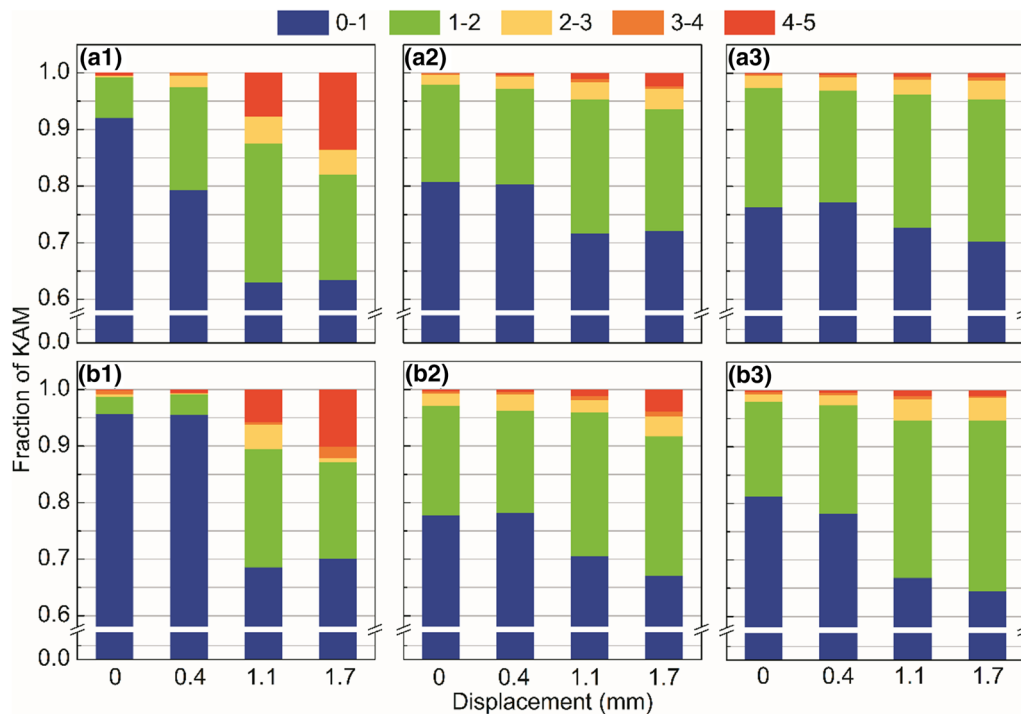 0-1 1-2 2-3 3-4 4-5
(a1) (a2) (a3)
1.0
0.9
0.8
0.7
0.6
0.0
Fraction of KAM
(b1) (b2) (b3)
1.0
0.9
0.8
0.7
0.6
0.0
0 0.4 1.1 1.7 0 0.4 1.1 1.7 0 0.4 1.1 1.7
Displacement (mm)